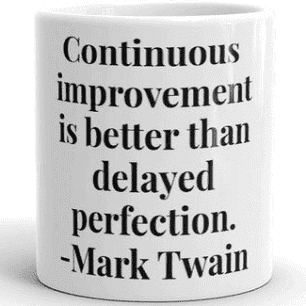 Continuous
improvement
is better than
delayed
perfection.
-Mark Twain